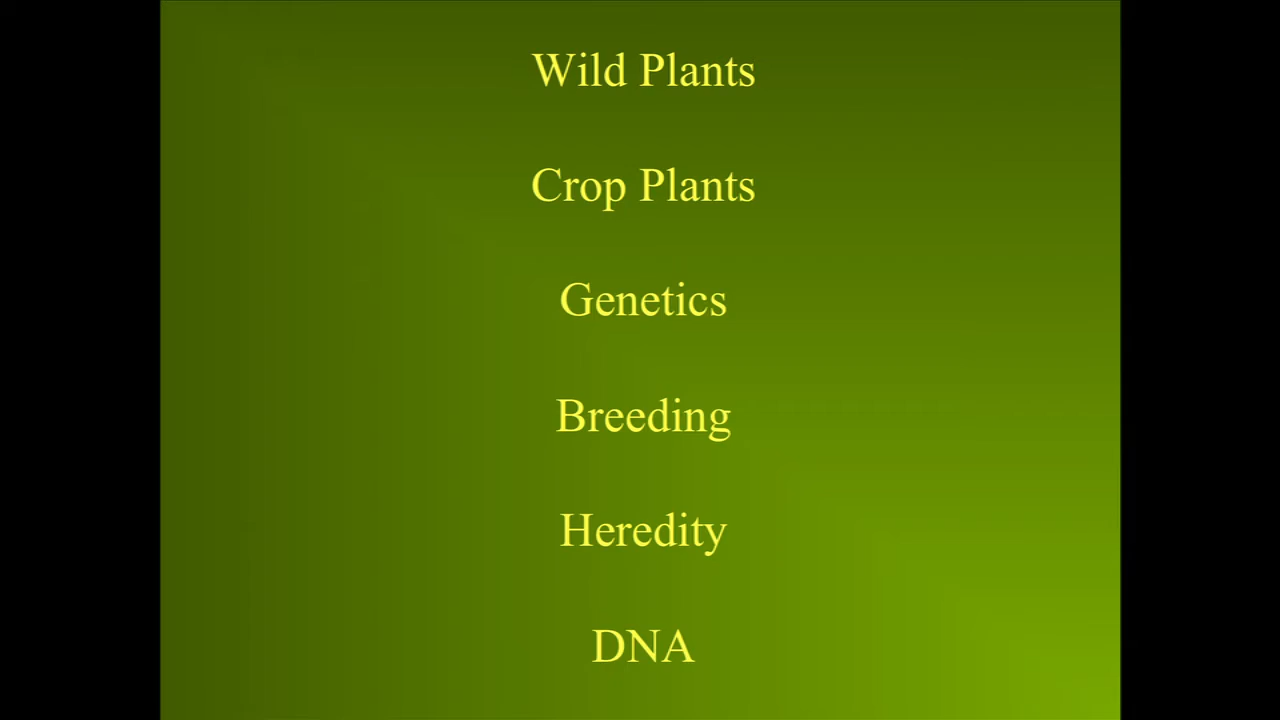 Wild Plants
Crop Plants
Genetics
Breeding
Heredity
DNA